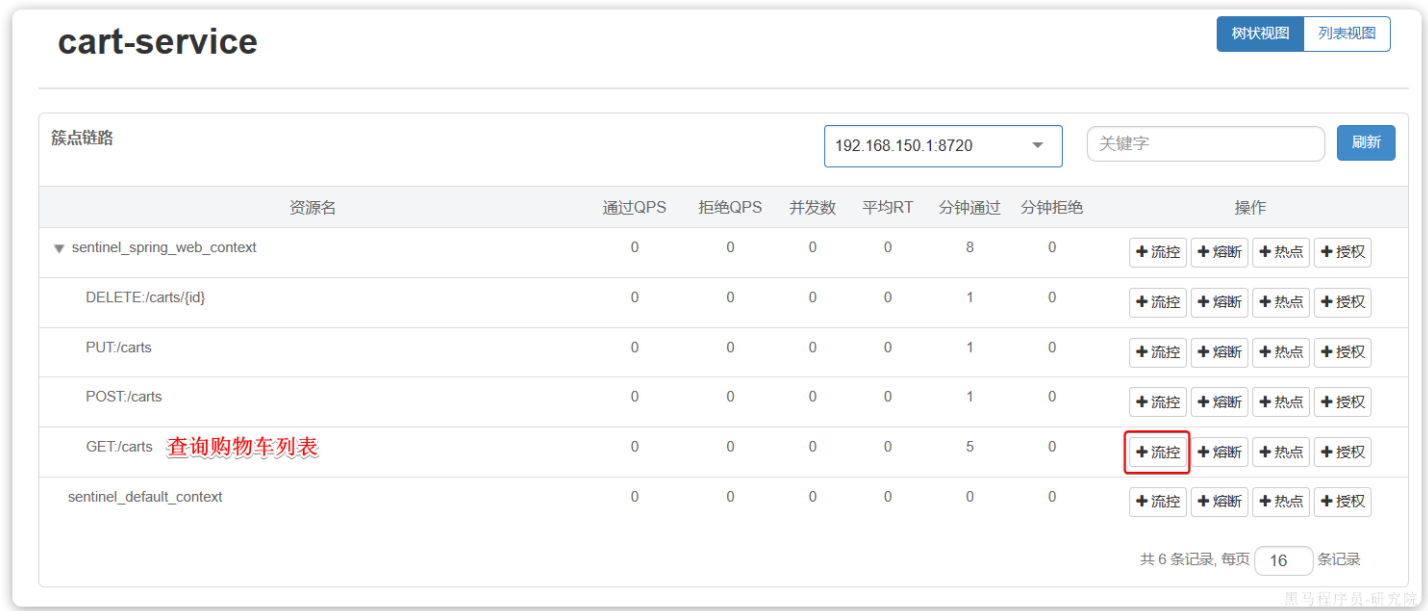 cart-service
树状视图 列表视图
簇点链路 192.168.150.1:8720 关键字 刷新
资源名 通过QPS 拒绝QPS 并发数 平均RT 分钟通过 分钟拒绝 操作
sentinel_spring_web_context 0 0 0 0 8 0 流控 熔断 热点 授权
DELETE:/carts/{id} 0 0 0 0 1 0 流控 熔断 热点 授权
PUT:/carts 0 0 0 0 1 0 流控 熔断 热点 授权
POST:/carts 0 0 0 0 1 0 流控 熔断 热点 授权
GET:/carts 查询购物车列表 0 0 0 0 5 0 流控 熔断 热点 授权
sentinel_default_context 0 0 0 0 0 0 流控 熔断 热点 授权
共 6 条记录, 每页 16 条记录
黑马程序员-研究院